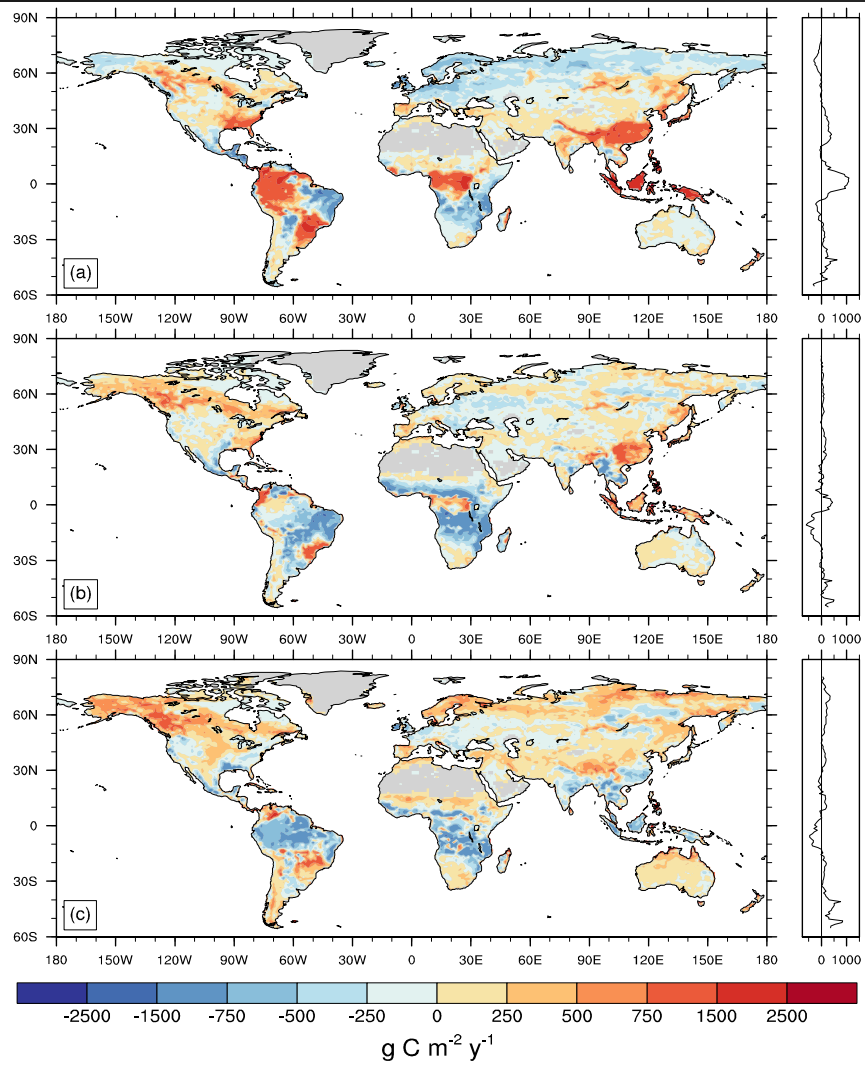 90N
60N
30N
0
30S
60S
(a)
180 150W 120W 90W 60W 30W 0 30E 60E 90E 120E 150E 180
0 1000
90N
60N
30N
0
30S
60S
(b)
180 150W 120W 90W 60W 30W 0 30E 60E 90E 120E 150E 180
0 1000
90N
60N
30N
0
30S
60S
(c)
180 150W 120W 90W 60W 30W 0 30E 60E 90E 120E 150E 180
0 1000
-2500 -1500 -750 -500 -250 0 250 500 750 1500 2500
g C m⁻² y⁻¹